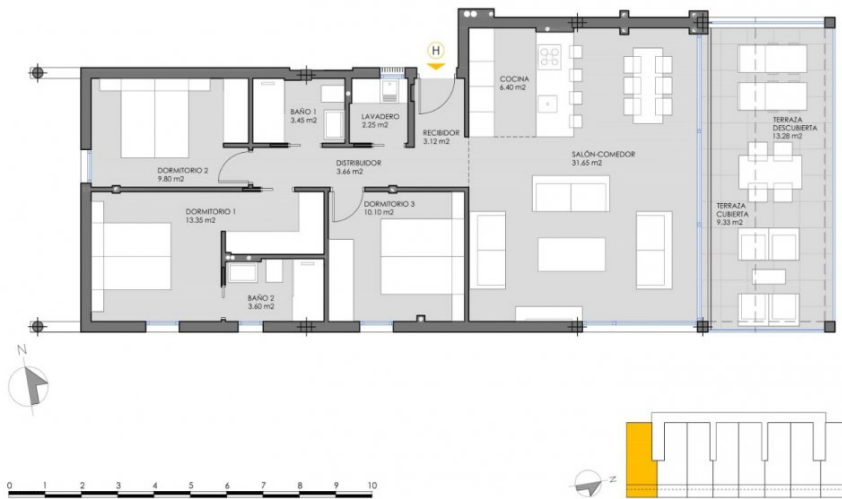 H
COCINA
6.40 m2
BAÑO 1
3.45 m2
LAVADERO
2.25 m2
RECIBIDOR
3.12 m2
TERRAZA
DESCUBIERTA
13.28 m2
DORMITORIO 2
9.80 m2
DISTRIBUIDOR
3.66 m2
SALÓN-COMEDOR
31.65 m2
DORMITORIO 1
13.35 m2
DORMITORIO 3
10.10 m2
TERRAZA
CUBIERTA
9.33 m2
BAÑO 2
3.60 m2
N
N
0 1 2 3 4 5 6 7 8 9 10